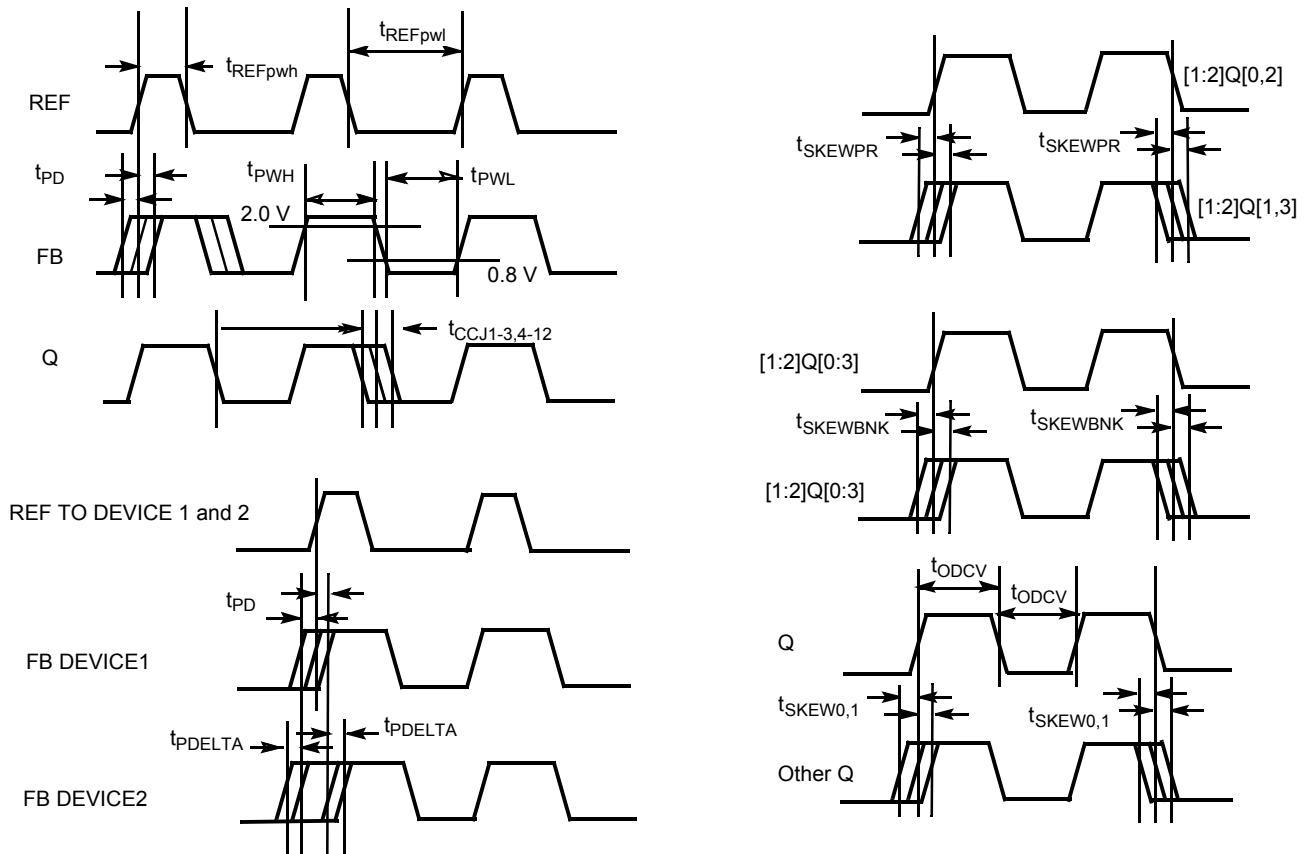 tREFpwl
tREFpwh
REF
tPD
tPWH
tPWL
2.0 V
FB
0.8 V
tCCJ1-3,4-12
Q
REF TO DEVICE 1 and 2
tPD
FB DEVICE1
tPDELTA
tPDELTA
FB DEVICE2
[1:2]Q[0,2]
tSKEWPR
tSKEWPR
[1:2]Q[1,3]
[1:2]Q[0:3]
tSKEWBNK
tSKEWBNK
[1:2]Q[0:3]
tODCV
tODCV
Q
tSKEW0,1
tSKEW0,1
Other Q